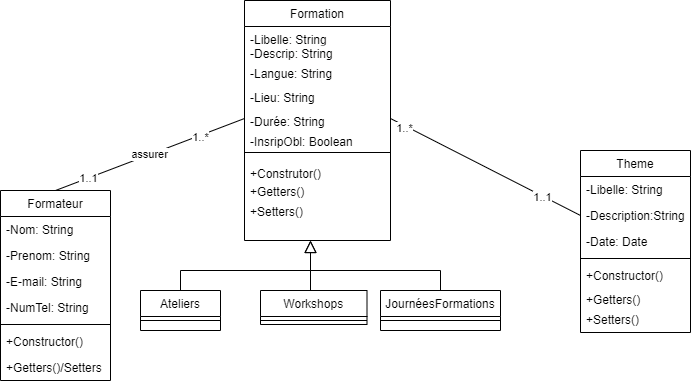 Formation
-Libelle: String
-Descrip: String
-Langue: String
-Lieu: String
-Durée: String
-InsripObl: Boolean
+Construtor()
+Getters()
+Setters()
1..*
assurer
1..1
1..*
1..1
Formateur
-Nom: String
-Prenom: String
-E-mail: String
-NumTel: String
+Constructor()
+Getters()/Setters
Theme
-Libelle: String
-Description:String
-Date: Date
+Constructor()
+Getters()
+Setters()
Ateliers
Workshops
JournéesFormations